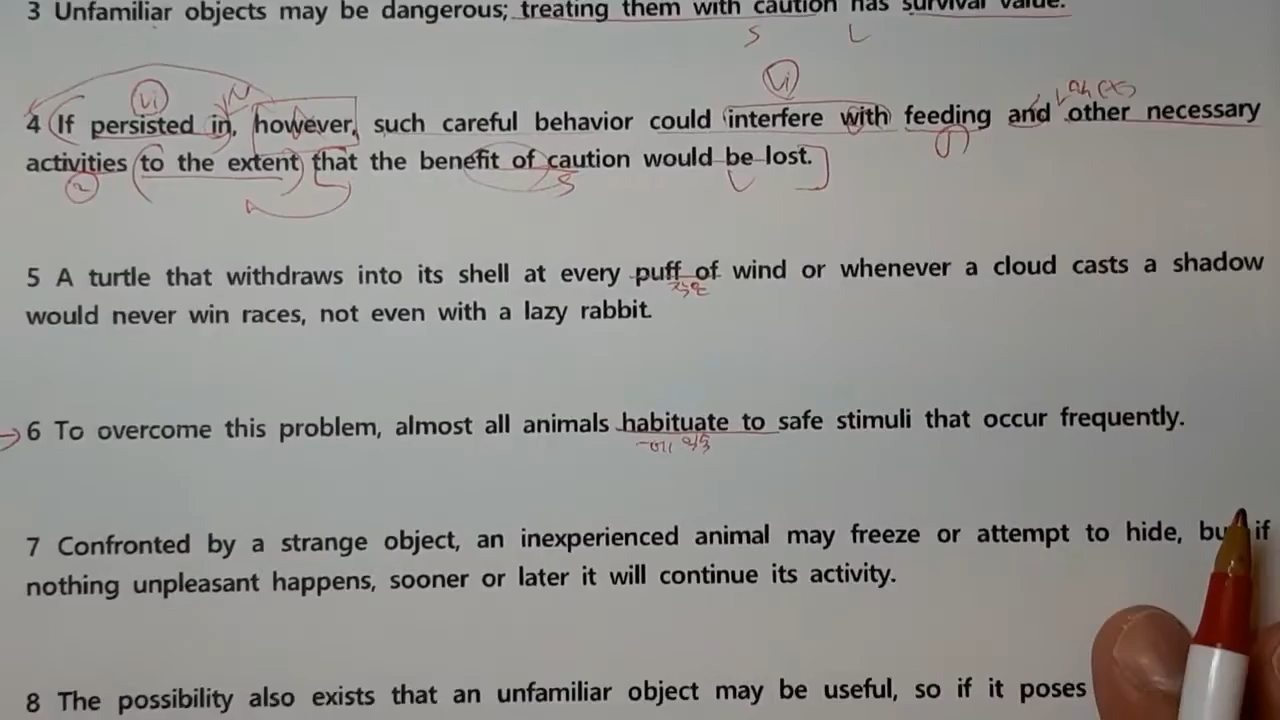 3 Unfamiliar objects may be dangerous; treating them with caution has survival value.
S
Vi
Vi
4 If persisted in, however, such careful behavior could interfere with feeding and other necessary
activities to the extent that the benefit of caution would be lost.
2
S
5 A turtle that withdraws into its shell at every puff of wind or whenever a cloud casts a shadow
would never win races, not even with a lazy rabbit.
6 To overcome this problem, almost all animals habituate to safe stimuli that occur frequently.
7 Confronted by a strange object, an inexperienced animal may freeze or attempt to hide, but if
nothing unpleasant happens, sooner or later it will continue its activity.
8 The possibility also exists that an unfamiliar object may be useful, so if it poses